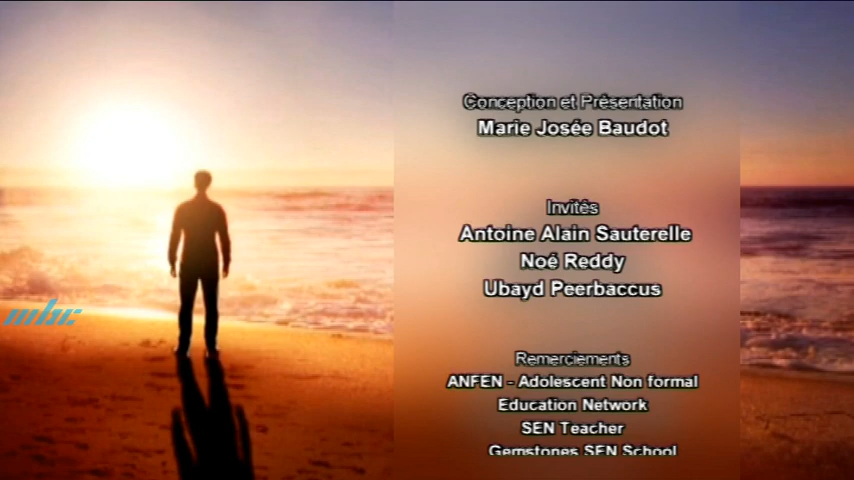 Conception et Présentation
Marie Josée Baudot
Invités
Antoine Alain Sauterelle
Noé Reddy
Ubayd Peerbaccus
mbc
Remerciements
ANFEN - Adolescent Non formal
Education Network
SEN Teacher
Gemstones SEN School